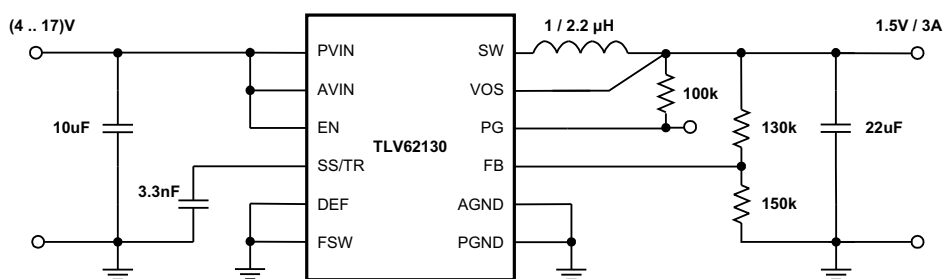 (4 .. 17)V
1 / 2.2 µH
1.5V / 3A
PVIN
SW
AVIN
VOS
100k
10uF
EN
PG
130k
22uF
TLV62130
SS/TR
FB
3.3nF
DEF
AGND
150k
FSW
PGND